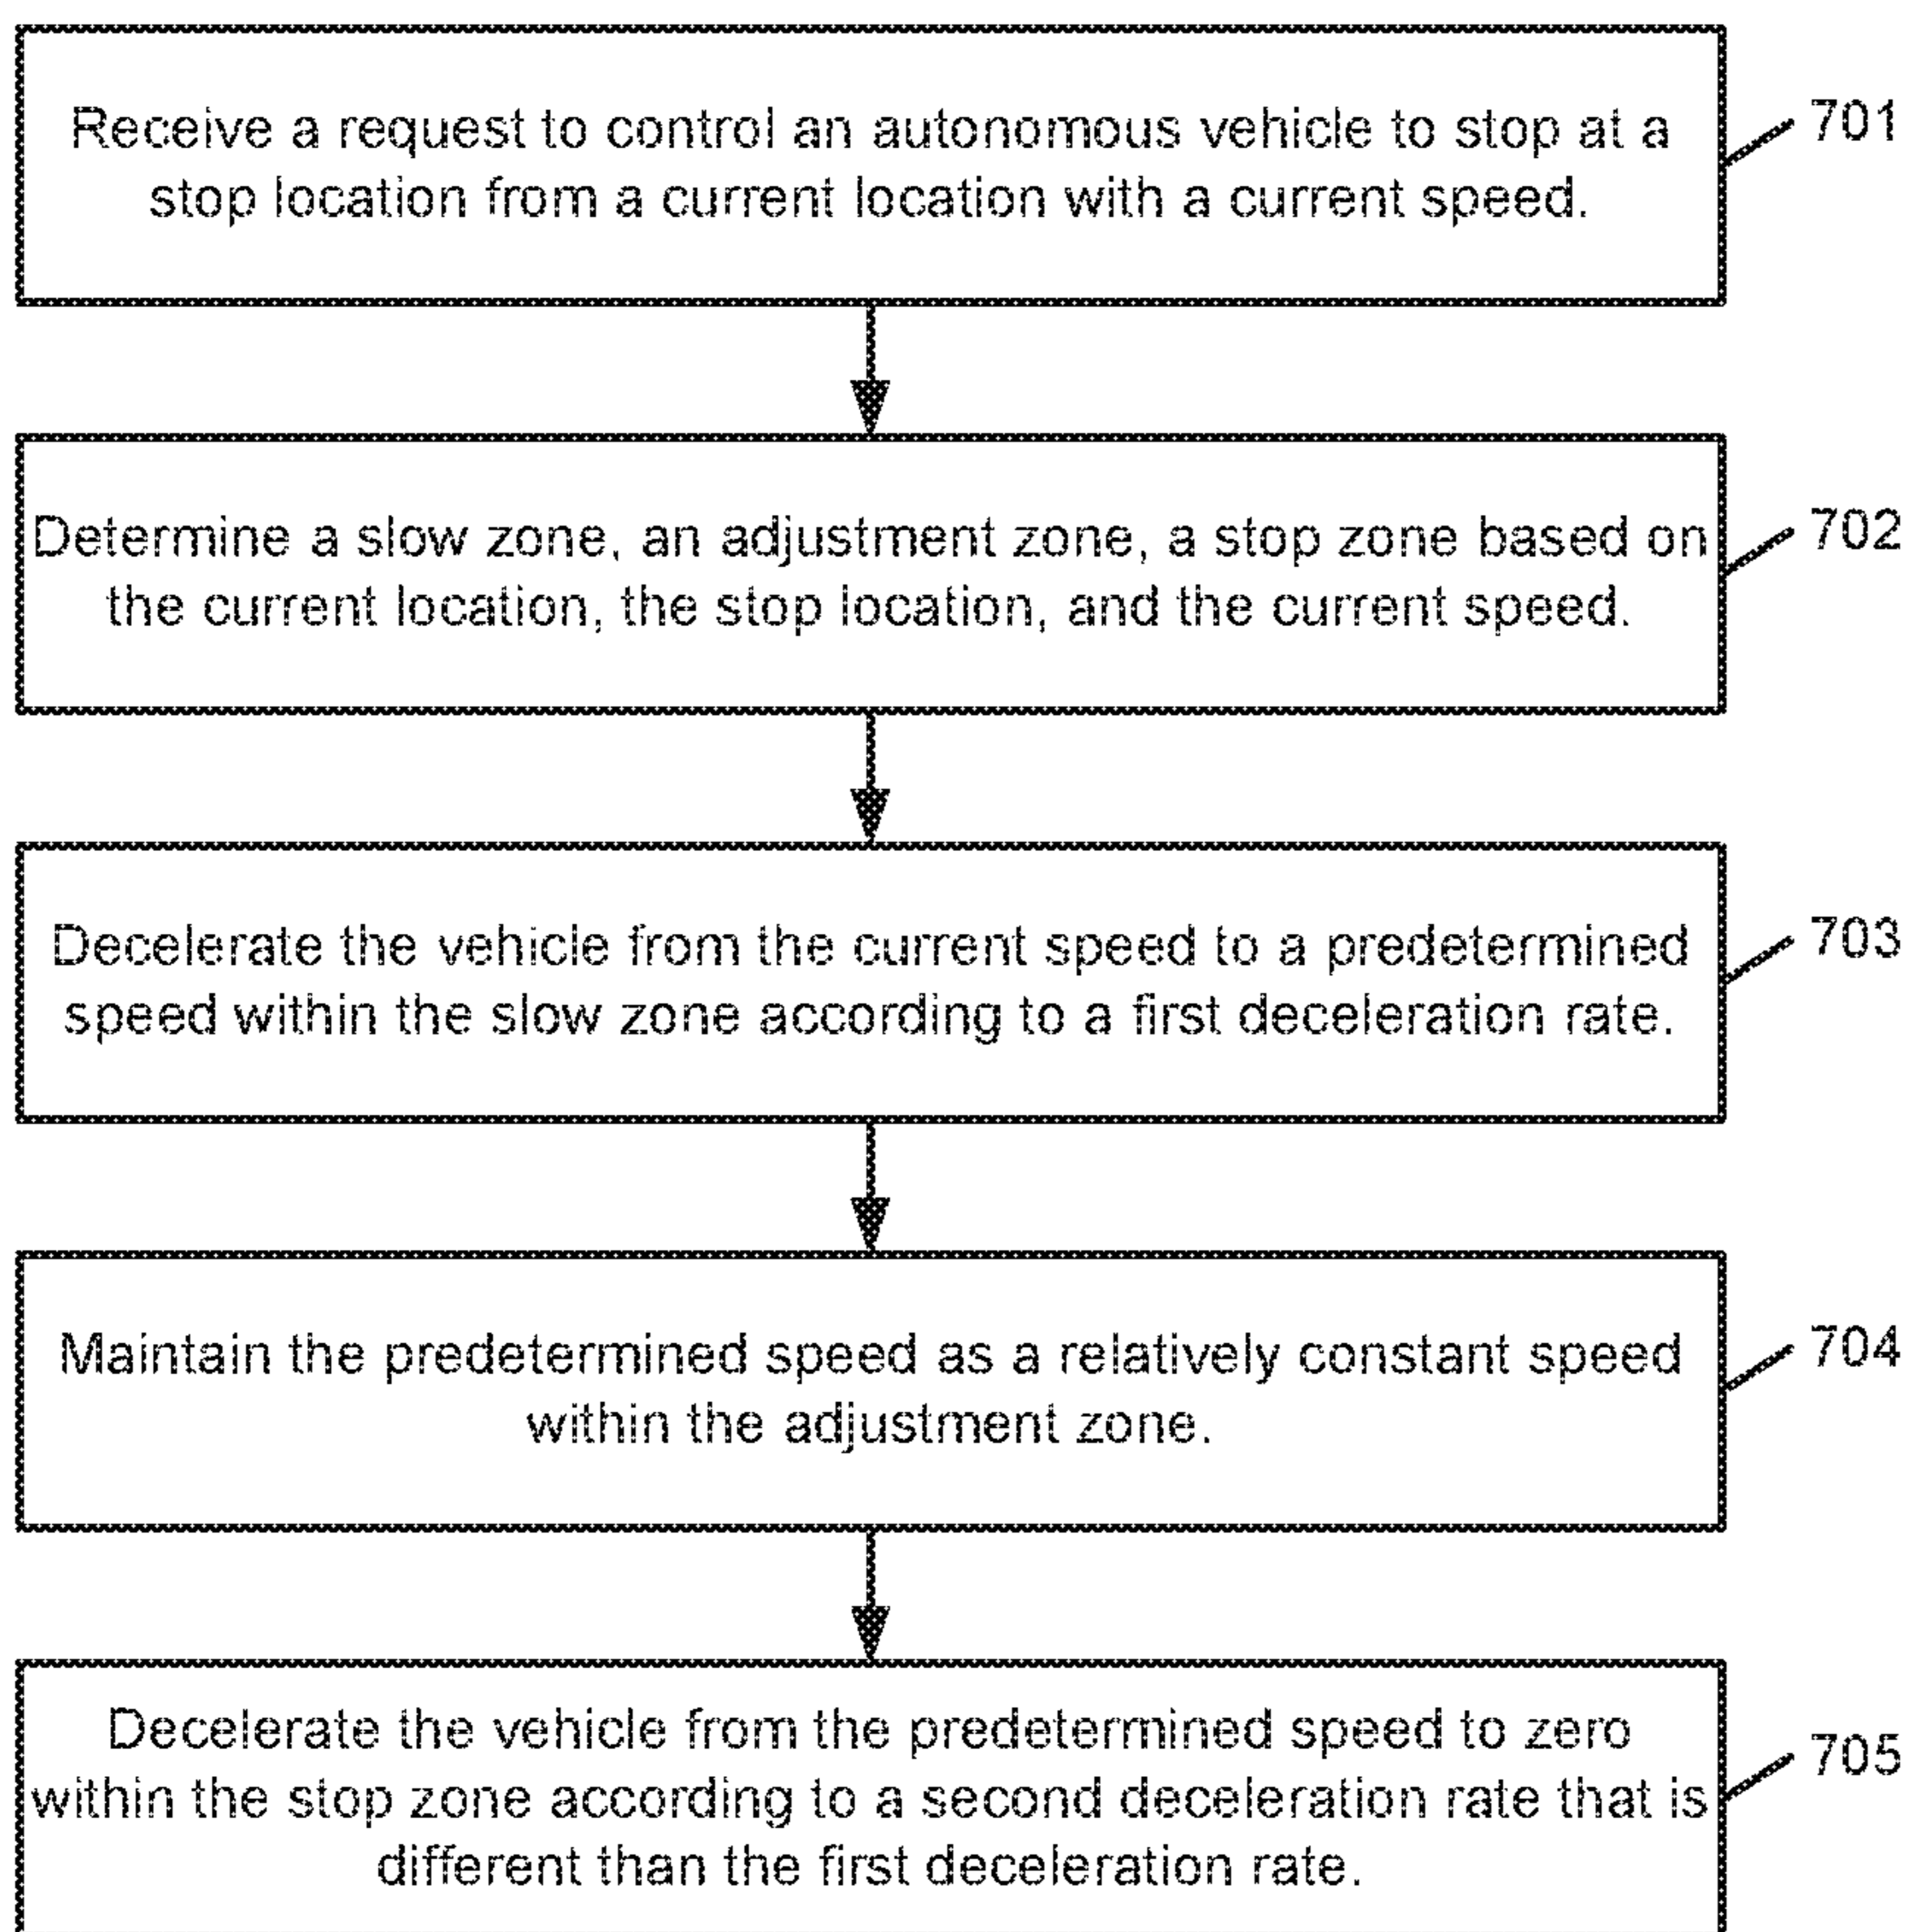 Receive a request to control an autonomous vehicle to stop at a
stop location from a current location with a current speed.
701
Determine a slow zone, an adjustment zone, a stop zone based on
the current location, the stop location, and the current speed.
702
Decelerate the vehicle from the current speed to a predetermined
speed within the slow zone according to a first deceleration rate.
703
Maintain the predetermined speed as a relatively constant speed
within the adjustment zone.
704
Decelerate the vehicle from the predetermined speed to zero
within the stop zone according to a second deceleration rate that is
different than the first deceleration rate.
705